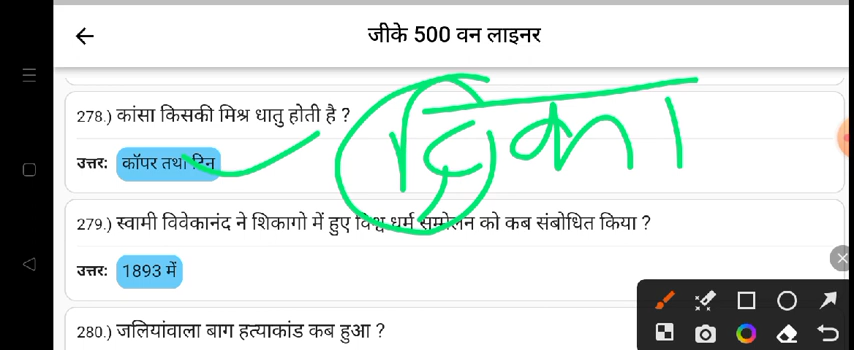 जीके 500 वन लाइनर
278.) कांसा किसकी मिश्र धातु होती है ?
उत्तर: कॉपर तथा टिन
279.) स्वामी विवेकानंद ने शिकागो में हुए विश्व धर्म सम्मेलन को कब संबोधित किया ?
उत्तर: 1893 में
280.) जलियांवाला बाग हत्याकांड कब हुआ ?